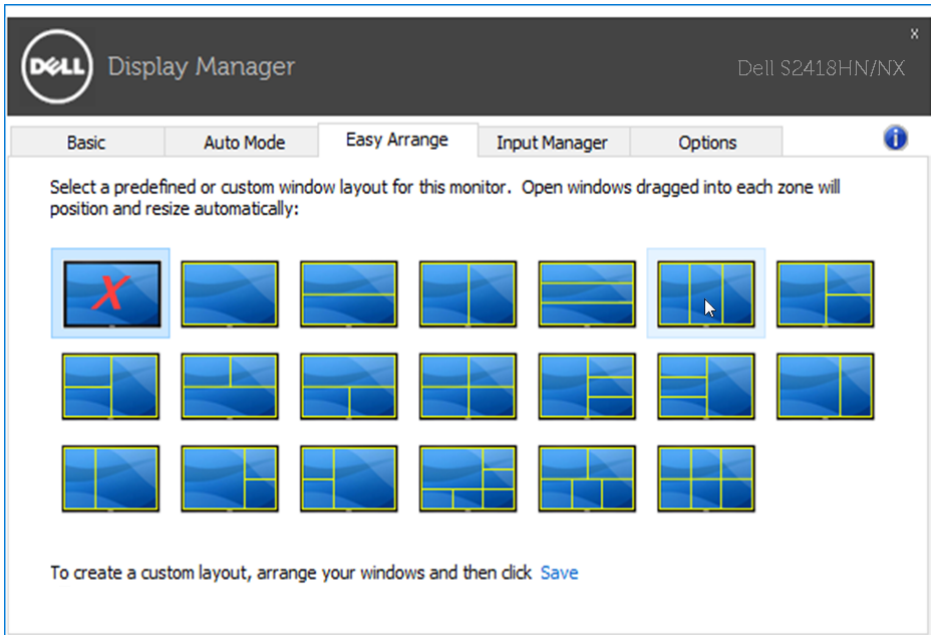 DELL
Display Manager
x
Dell S2418HN/NX
Basic
Auto Mode
Easy Arrange
Input Manager
Options
i
Select a predefined or custom window layout for this monitor. Open windows dragged into each zone will
position and resize automatically:
X
To create a custom layout, arrange your windows and then click Save